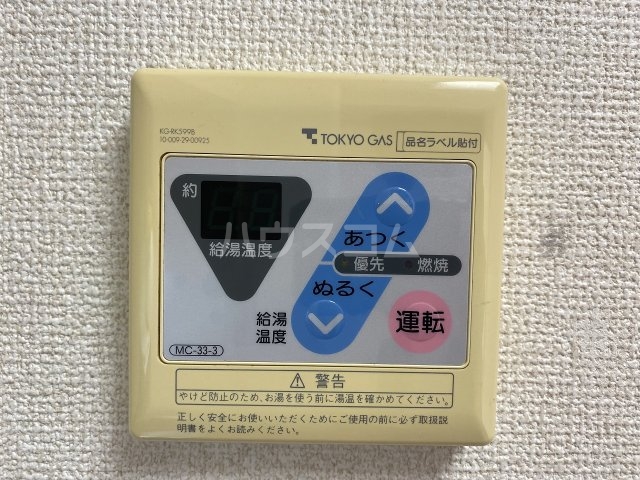 KG-RK599B
10-009-29-00925
TOKYO GAS
品名ラベル貼付
約
給湯温度
あつく
優先
燃焼
ぬるく
給湯
温度
運転
MC-33-3
ハウスコム
⚠ 警告
やけど防止のため、お湯を使う前に湯温を確かめてください。
正しく安全にお使いいただくためにご使用の前に必ず取扱説
明書をよくお読みください。